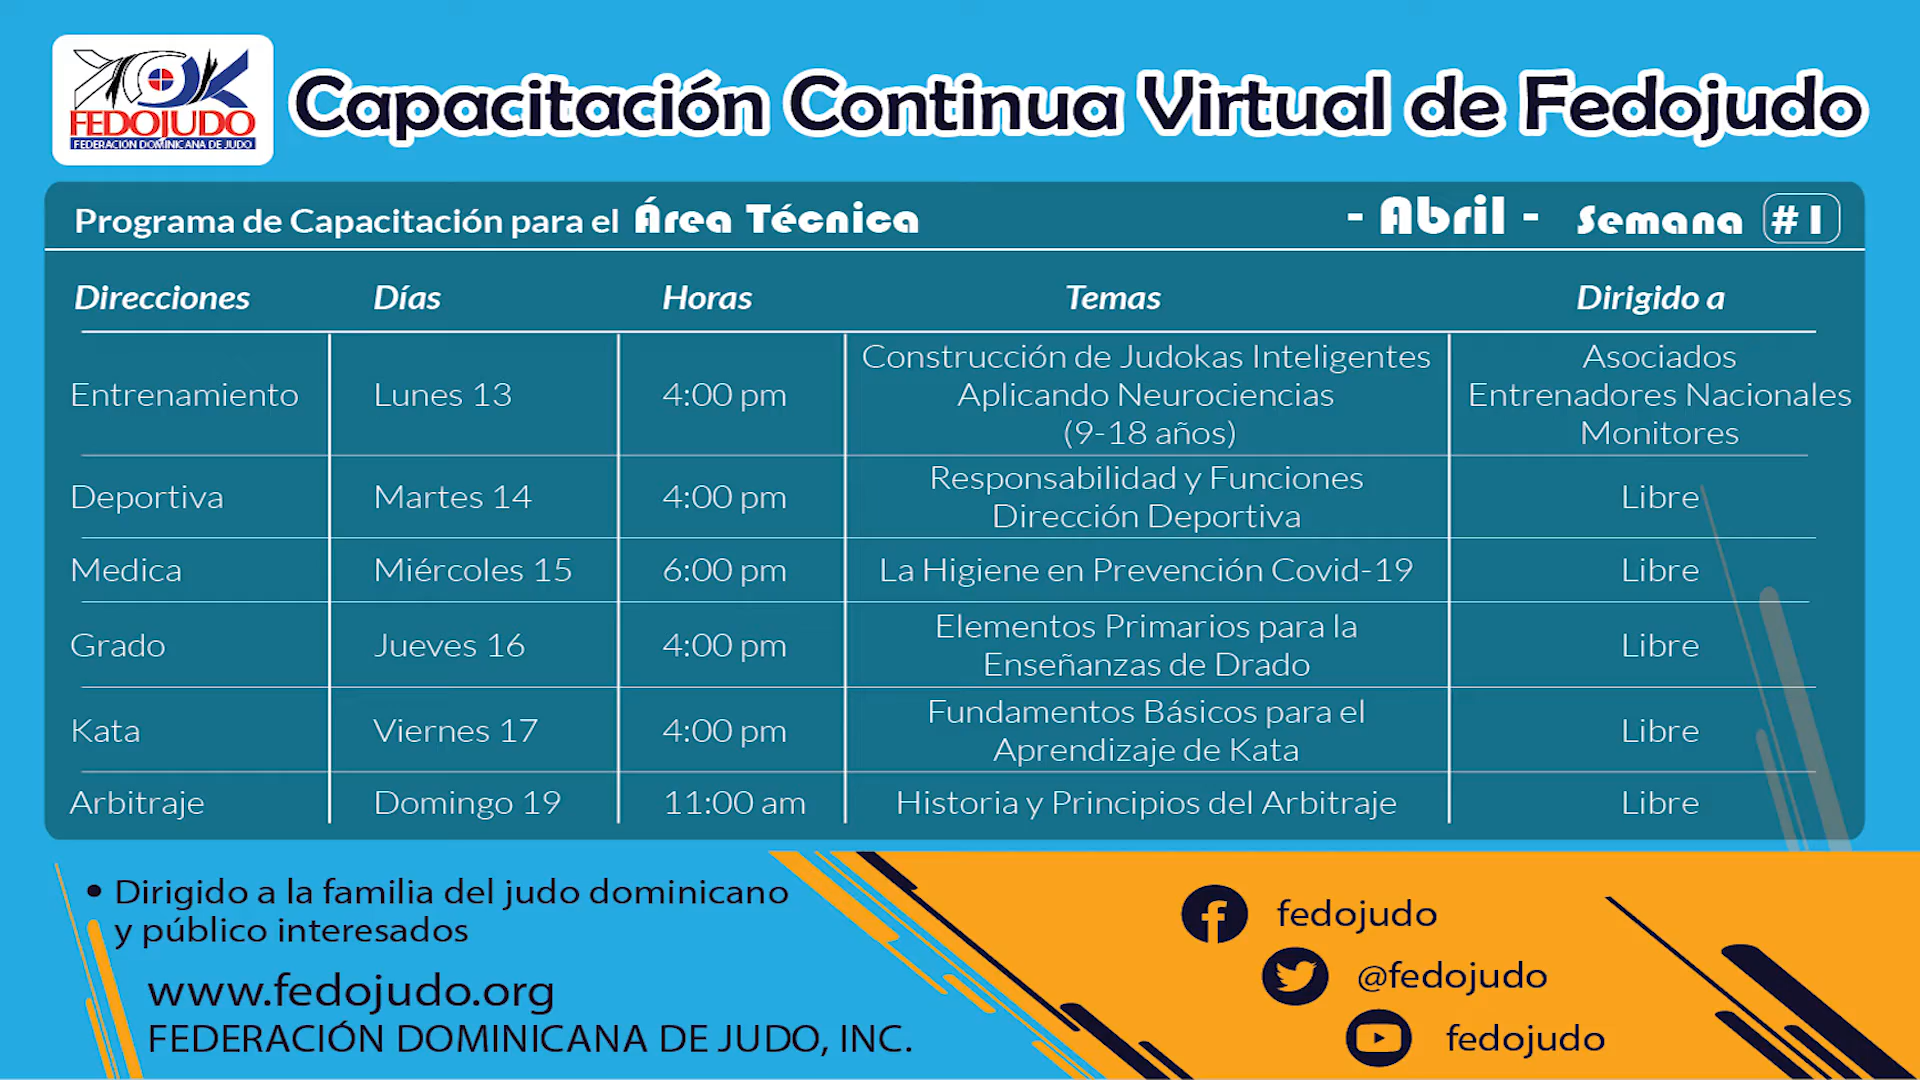 FEDOJUDO
FEDERACIÓN DOMINICANA DE JUDO
Capacitación Continua Virtual de Fedojudo
Programa de Capacitación para el Área Técnica - Abril - Semana #1
Direcciones Días Horas Temas Dirigido a
Construcción de Judokas Inteligentes Asociados
Entrenamiento Lunes 13 4:00 pm Aplicando Neurociencias Entrenadores Nacionales
(9-18 años) Monitores
Responsabilidad y Funciones
Deportiva Martes 14 4:00 pm Libre
Dirección Deportiva
Medica Miércoles 15 6:00 pm La Higiene en Prevención Covid-19 Libre
Elementos Primarios para la
Grado Jueves 16 4:00 pm Libre
Enseñanzas de Drado
Fundamentos Básicos para el
Kata Viernes 17 4:00 pm Libre
Aprendizaje de Kata
Arbitraje Domingo 19 11:00 am Historia y Principios del Arbitraje Libre
• Dirigido a la familia del judo dominicano
y público interesados
www.fedojudo.org
FEDERACIÓN DOMINICANA DE JUDO, INC.
fedojudo
@fedojudo
fedojudo